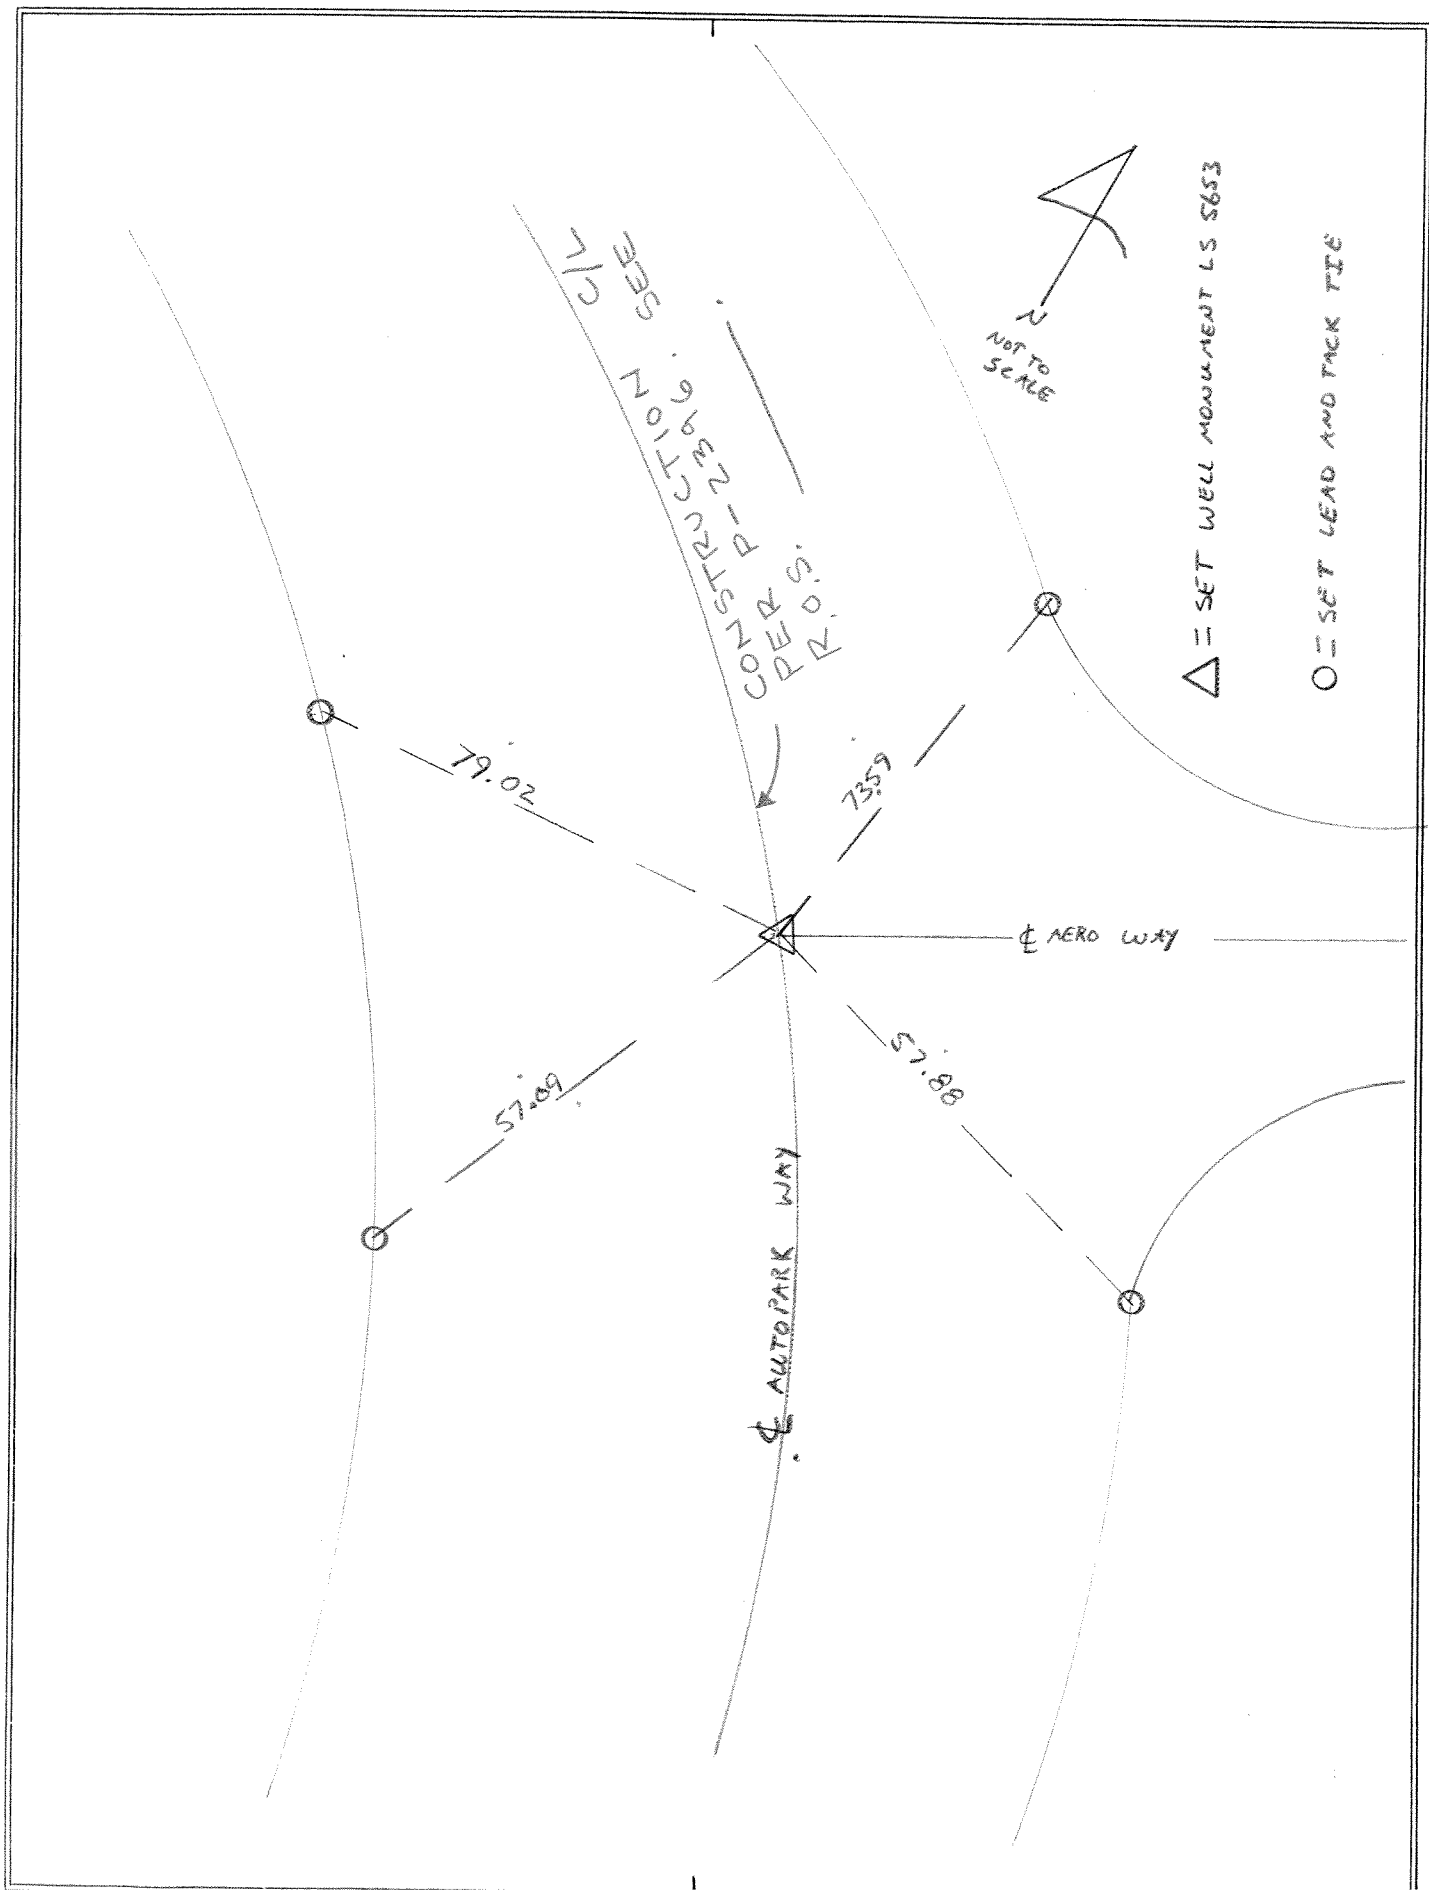 CONSTRUCTION C/L
PER P-2396. SEE
R.O.S.
N
NOT TO
SCALE
△ = SET WELL MONUMENT LS 5653
○ = SET LEAD AND TACK TIE
79.02
73.59
57.09
57.88
℄ AERO WAY
℄ AUTOPARK WAY